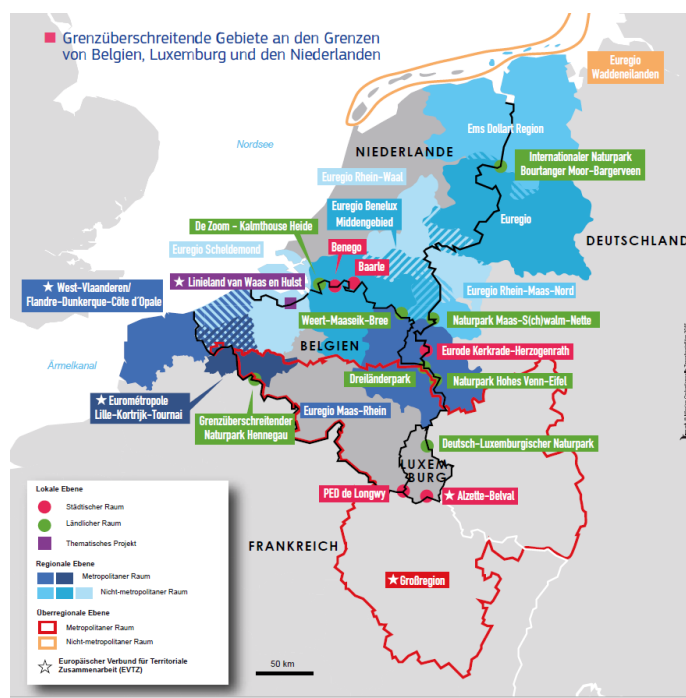 Grenzüberschreitende Gebiete an den Grenzen
von Belgien, Luxemburg und den Niederlanden
Euregio
Waddeneilanden
Nordsee
Ems Dollart Region
NIEDERLANDE
Internationaler Naturpark
Bourtanger Moor-Bargerveen
Euregio Rhein-Waal
Euregio Benelux
Middengebied
Euregio
De Zoom - Kalmthouse Heide
DEUTSCHLAND
Euregio Scheldemond
Benego
Baarle
West-Vlaanderen/
Flandre-Dunkerque-Côte d'Opale
Linieland van Waas en Hulst
Euregio Rhein-Maas-Nord
Weert-Maaseik-Bree
Naturpark Maas-S(ch)walm-Nette
BELGIEN
Eurode Kerkrade-Herzogenrath
Ärmelkanal
Dreiländerpark
Naturpark Hohes Venn-Eifel
Eurométropole
Lille-Kortrijk-Tournai
Grenzüberschreitender
Naturpark Hennegau
Euregio Maas-Rhein
Deutsch-Luxemburgischer Naturpark
LUXEM
BURG
PED de Longwy
Alzette-Belval
FRANKREICH
Großregion
Lokale Ebene
Städtischer Raum
Ländlicher Raum
Thematisches Projekt
Regionale Ebene
Metropolitaner Raum
Nicht-metropolitaner Raum
Überregionale Ebene
Metropolitaner Raum
Nicht-metropolitaner Raum
Europäischer Verbund für Territoriale
Zusammenarbeit (EVTZ)
50 km